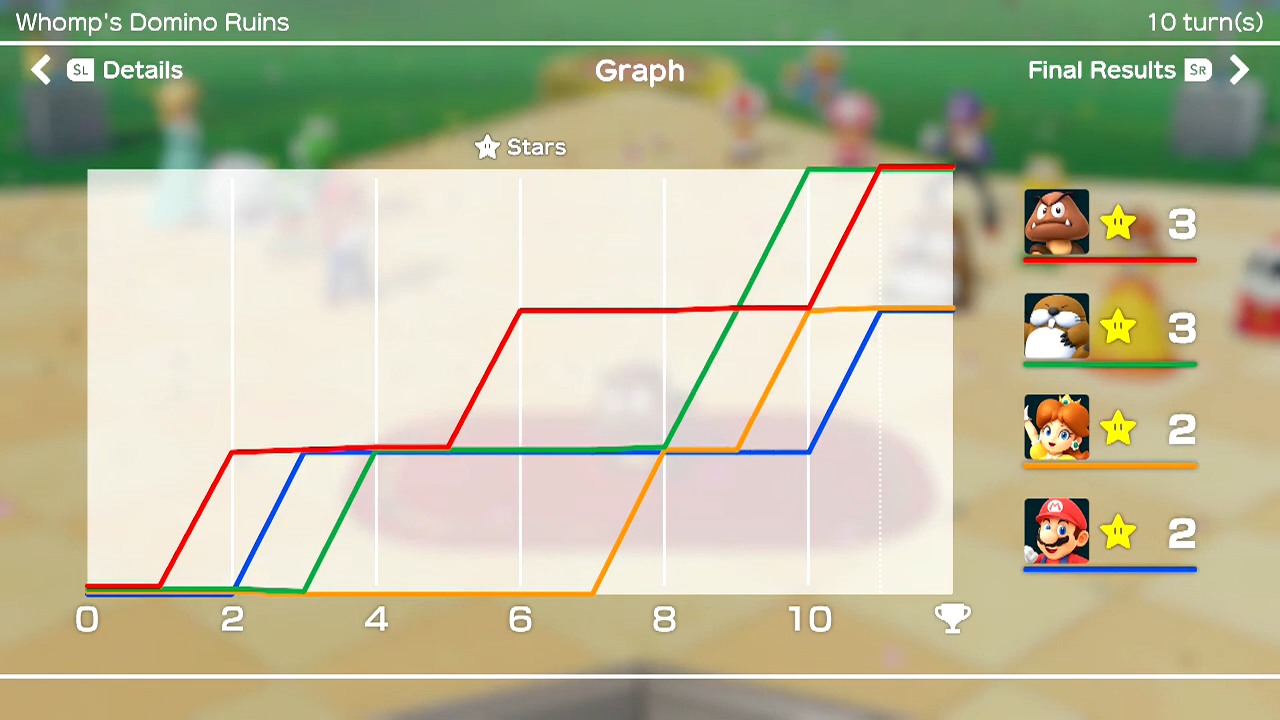 Whomp's Domino Ruins
10 turn(s)
SL Details
Graph
Final Results SR
Stars
3
3
2
2
0 2 4 6 8 10